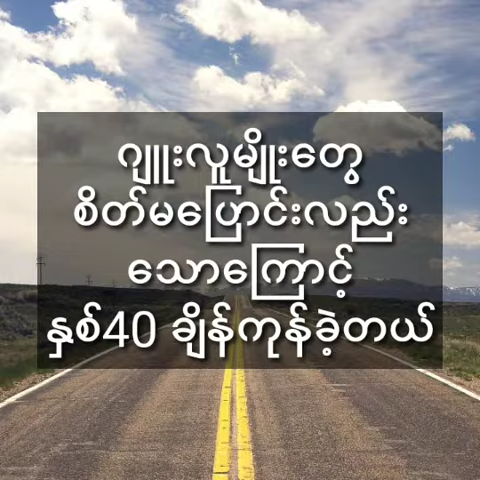 ဂျူးလူမျိုးတွေ
စိတ်မပြောင်းလည်း
သောကြောင့်
နှစ်40 ချိန်ကုန်ခဲ့တယ်